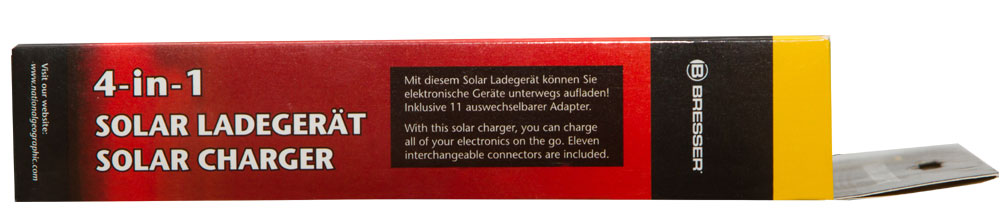 Visit our website:
www.nationalgeographic.com
4-in-1
SOLAR LADEGERÄT
SOLAR CHARGER
Mit diesem Solar Ladegerät können Sie
elektronische Geräte unterwegs aufladen!
Inklusive 11 auswechselbarer Adapter.
With this solar charger, you can charge
all of your electronics on the go. Eleven
interchangeable connectors are included.
B BRESSER